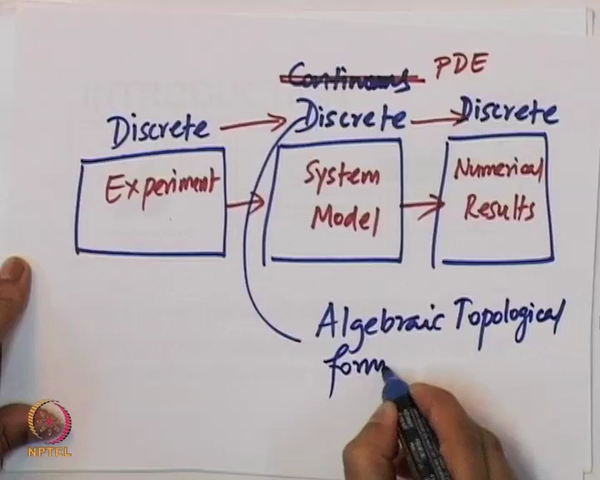 Continuous PDE
Discrete Discrete Discrete
Experiment
System
Model
Numerical
Results
Algebraic Topological
form
NPTEL